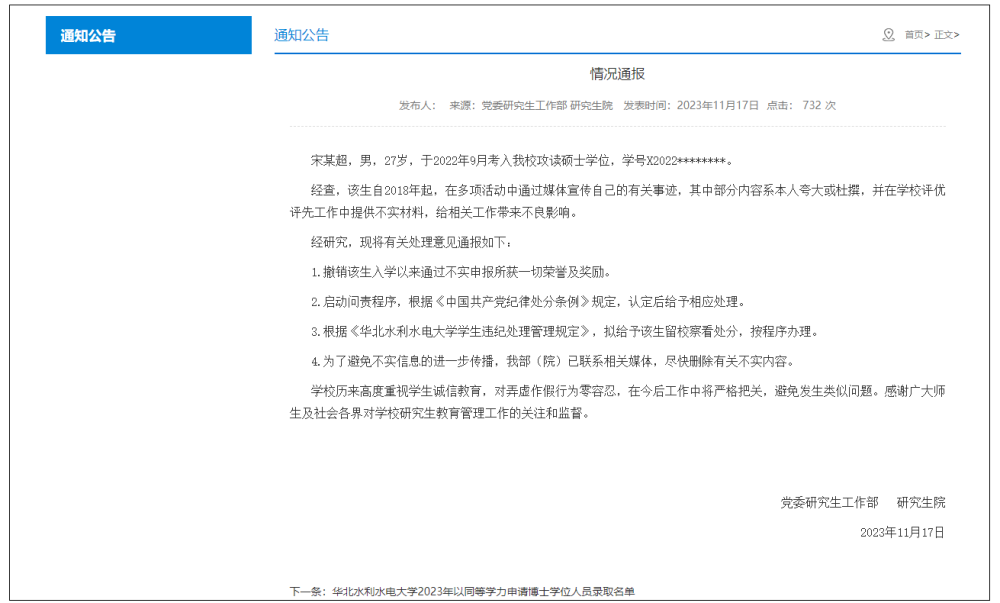 通知公告
通知公告
首页> 正文>
情况通报
发布人： 来源：党委研究生工作部 研究生院 发表时间：2023年11月17日 点击： 732 次
宋某超，男，27岁，于2022年9月考入我校攻读硕士学位，学号X2022********。
经查，该生自2018年起，在多项活动中通过媒体宣传自己的有关事迹，其中部分内容系本人夸大或杜撰，并在学校评优
评先工作中提供不实材料，给相关工作带来不良影响。
经研究，现将有关处理意见通报如下：
1.撤销该生入学以来通过不实申报所获一切荣誉及奖励。
2.启动问责程序，根据《中国共产党纪律处分条例》规定，认定后给予相应处理。
3.根据《华北水利水电大学学生违纪处理管理规定》，拟给予该生留校察看处分，按程序办理。
4.为了避免不实信息的进一步传播，我部（院）已联系相关媒体，尽快删除有关不实内容。
学校历来高度重视学生诚信教育，对弄虚作假行为零容忍，在今后工作中将严格把关，避免发生类似问题。感谢广大师
生及社会各界对学校研究生教育管理工作的关注和监督。
党委研究生工作部 研究生院
2023年11月17日
下一条：华北水利水电大学2023年以同等学力申请博士学位人员录取名单